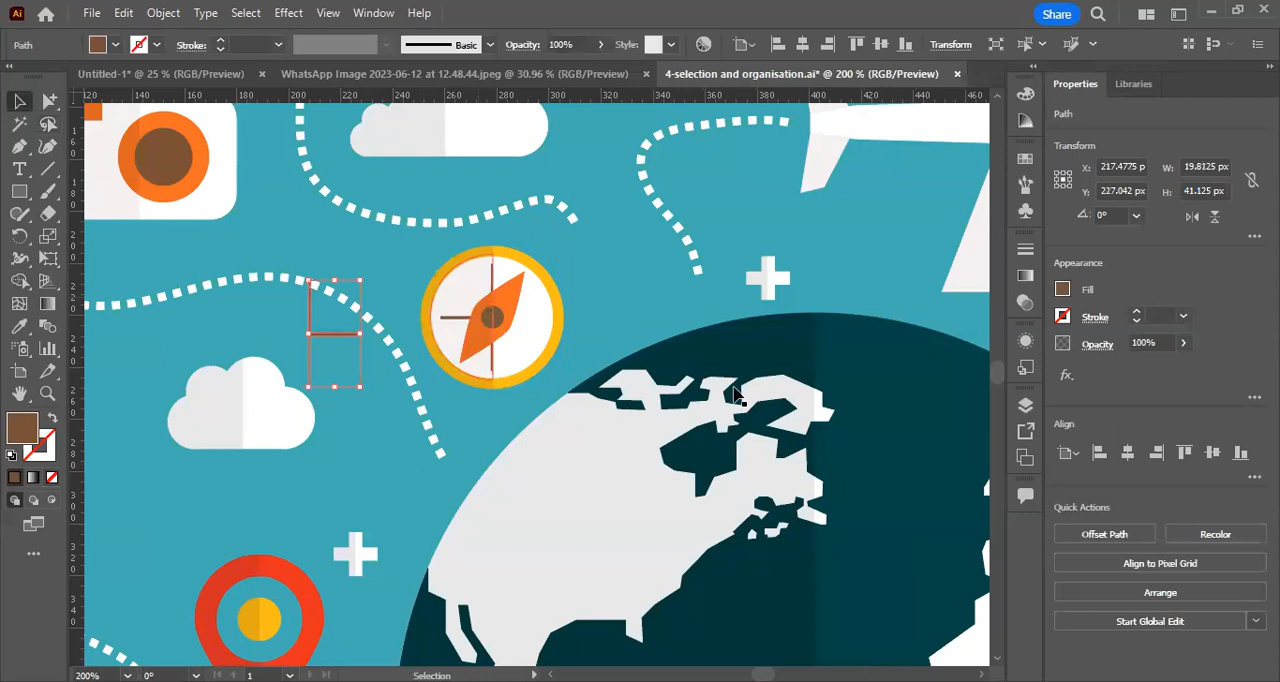 Ai File Edit Object Type Select Effect View Window Help Share
Path Stroke: Basic Opacity: 100% Style: Transform
Untitled-1* @ 25 % (RGB/Preview) WhatsApp Image 2023-06-12 at 12.48.44.jpeg @ 30.96 % (RGB/Preview) 4-selection and organisation.ai* @ 200 % (RGB/Preview)
Properties Libraries
120 140 160 180 200 220 240 260 280 300 320 340 360 380 400 420 440 460
Path
Transform
X: 217.4775 p W: 19.8125 px
Y: 227.042 px H: 41.125 px
0°
Appearance
Fill
Stroke
Opacity 100%
fx.
Align
Quick Actions
Offset Path Recolor
Align to Pixel Grid
Arrange
Start Global Edit
200% 0° 1 Selection